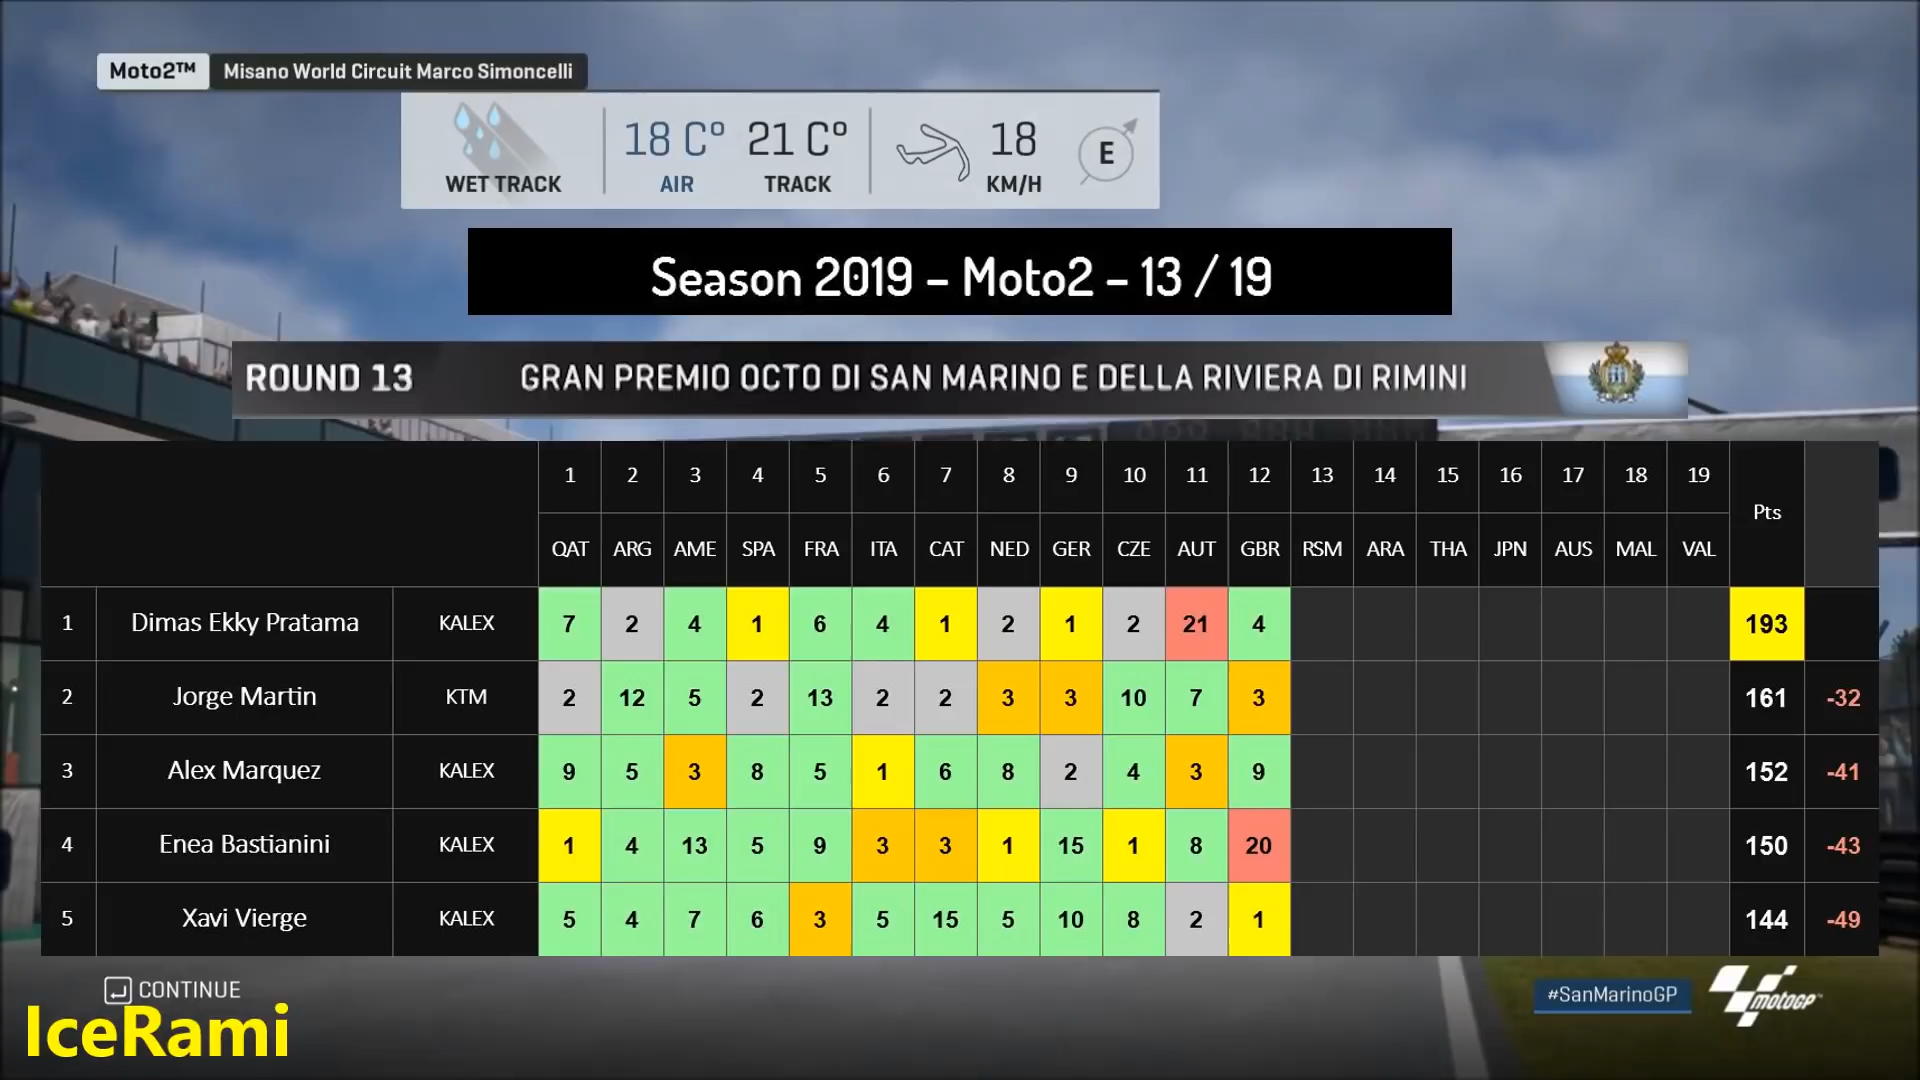 Moto2™ Misano World Circuit Marco Simoncelli
18 Cº 21 Cº 18 E
WET TRACK AIR TRACK KM/H
Season 2019 – Moto2 – 13 / 19
ROUND 13 GRAN PREMIO OCTO DI SAN MARINO E DELLA RIVIERA DI RIMINI
1 2 3 4 5 6 7 8 9 10 11 12 13 14 15 16 17 18 19 Pts
QAT ARG AME SPA FRA ITA CAT NED GER CZE AUT GBR RSM ARA THA JPN AUS MAL VAL
1 Dimas Ekky Pratama KALEX 7 2 4 1 6 4 1 2 1 2 21 4 193
2 Jorge Martin KTM 2 12 5 2 13 2 2 3 3 10 7 3 161 -32
3 Alex Marquez KALEX 9 5 3 8 5 1 6 8 2 4 3 9 152 -41
4 Enea Bastianini KALEX 1 4 13 5 9 3 3 1 15 1 8 20 150 -43
5 Xavi Vierge KALEX 5 4 7 6 3 5 15 5 10 8 2 1 144 -49
CONTINUE
#SanMarinoGP motoGP™
IceRami